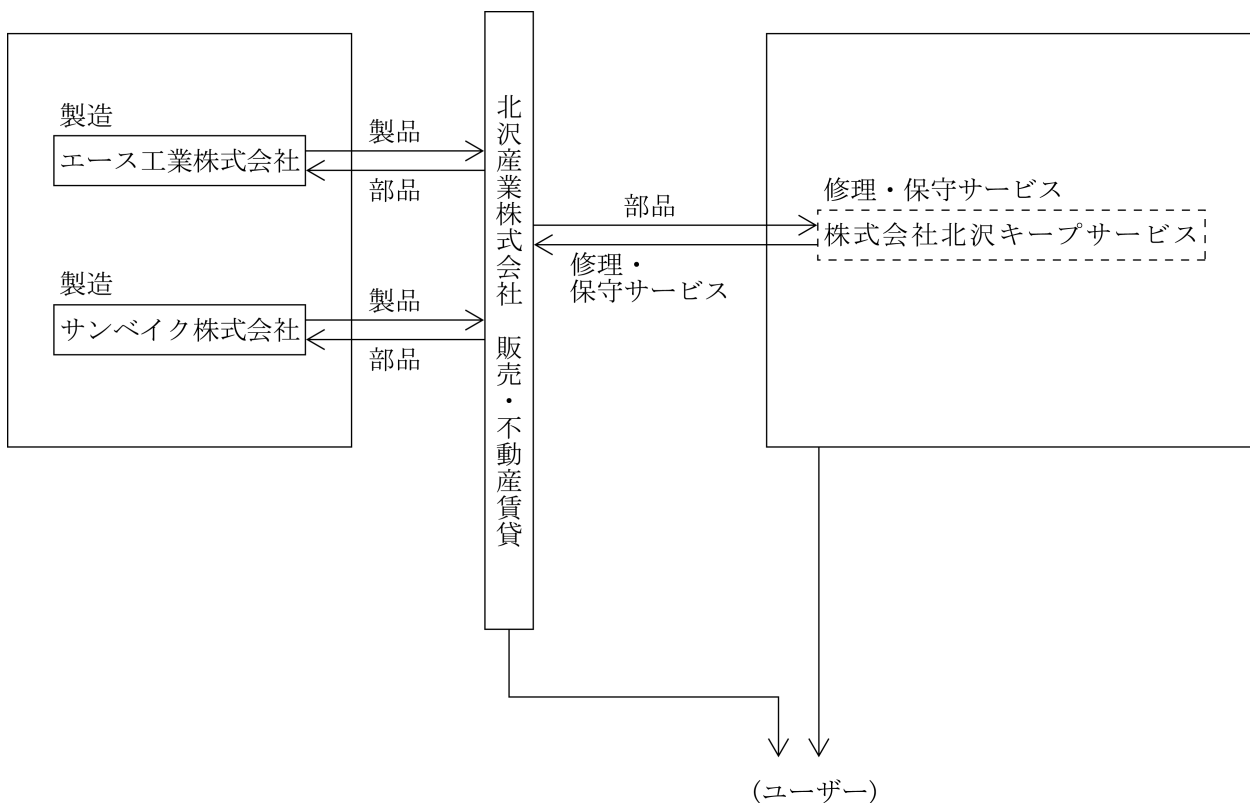 製造
エース工業株式会社
製品
部品
製造
サンベイク株式会社
製品
部品
北沢産業株式会社 販売・不動産賃貸
部品
修理・
保守サービス
修理・保守サービス
株式会社北沢キープサービス
(ユーザー)